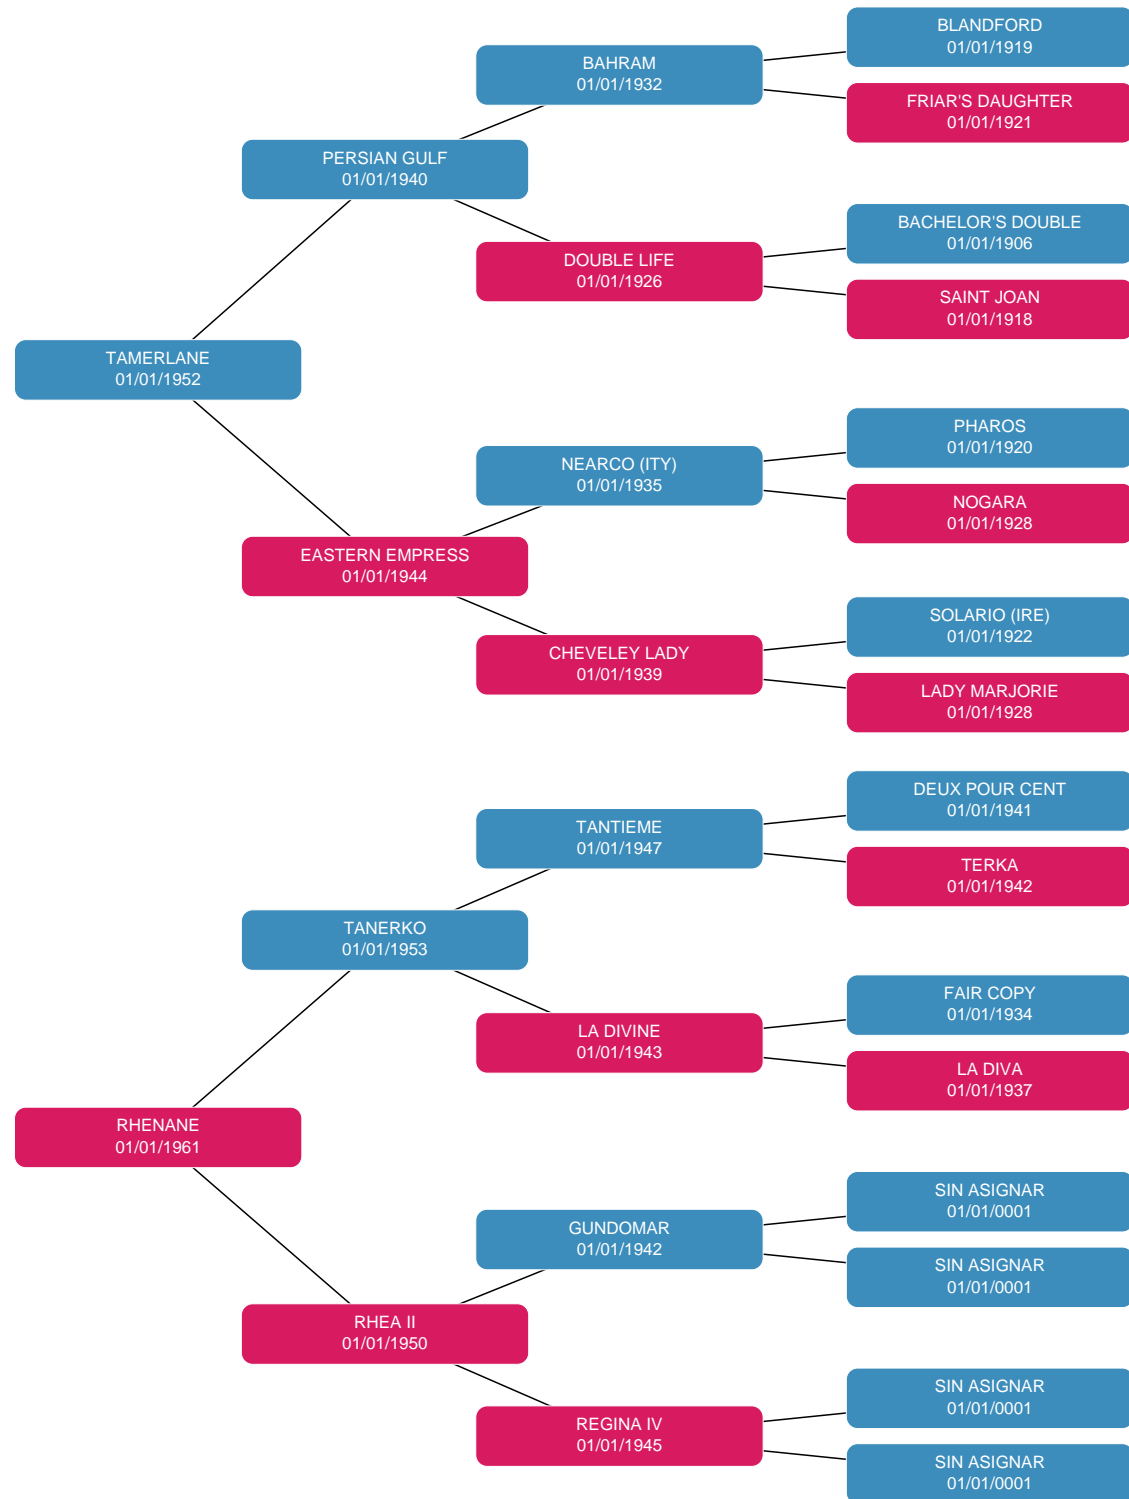 BLANDFORD
01/01/1919
BAHRAM
01/01/1932
FRIAR'S DAUGHTER
01/01/1921
PERSIAN GULF
01/01/1940
BACHELOR'S DOUBLE
01/01/1906
DOUBLE LIFE
01/01/1926
SAINT JOAN
01/01/1918
TAMERLANE
01/01/1952
PHAROS
01/01/1920
NEARCO (ITY)
01/01/1935
NOGARA
01/01/1928
EASTERN EMPRESS
01/01/1944
SOLARIO (IRE)
01/01/1922
CHEVELEY LADY
01/01/1939
LADY MARJORIE
01/01/1928
DEUX POUR CENT
01/01/1941
TANTIEME
01/01/1947
TERKA
01/01/1942
TANERKO
01/01/1953
FAIR COPY
01/01/1934
LA DIVINE
01/01/1943
LA DIVA
01/01/1937
RHENANE
01/01/1961
SIN ASIGNAR
01/01/0001
GUNDOMAR
01/01/1942
SIN ASIGNAR
01/01/0001
RHEA II
01/01/1950
SIN ASIGNAR
01/01/0001
REGINA IV
01/01/1945
SIN ASIGNAR
01/01/0001